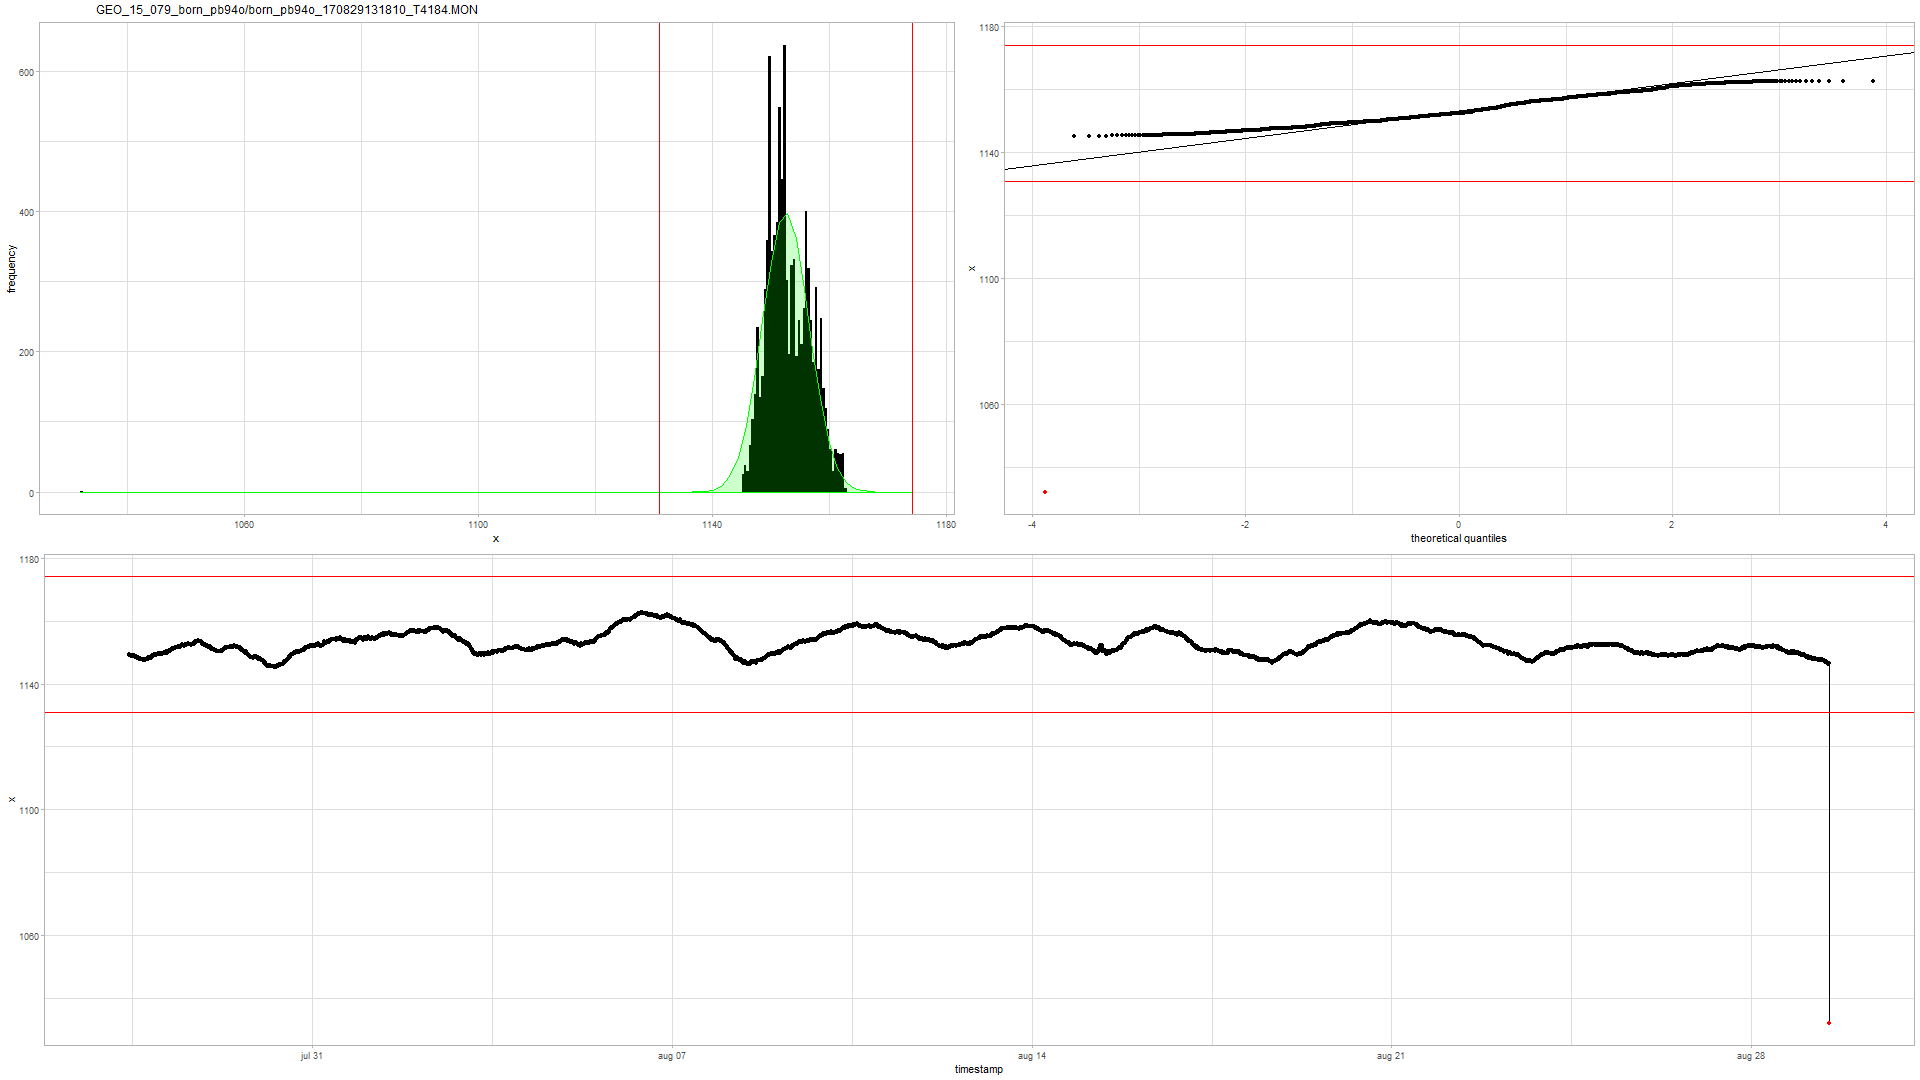 GEO_15_079_born_pb94o/born_pb94o_170829131810_T4184.MON
frequency
600
400
200
0
1060
1100
1140
1180
x
x
1180
1140
1100
1060
-4
-2
0
2
4
theoretical quantiles
x
1180
1140
1100
1060
jul 31
aug 07
aug 14
aug 21
aug 28
timestamp